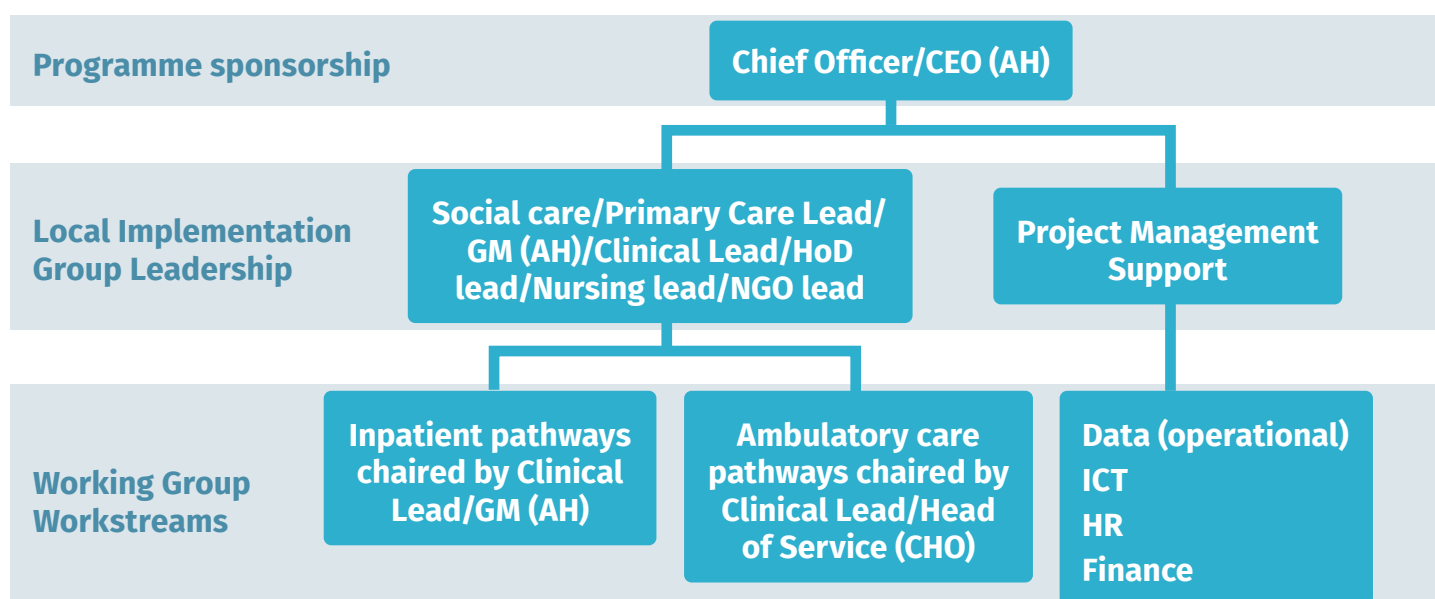 Programme sponsorship
Chief Officer/CEO (AH)
Local Implementation
Group Leadership
Social care/Primary Care Lead/
GM (AH)/Clinical Lead/HoD
lead/Nursing lead/NGO lead
Project Management
Support
Working Group
Workstreams
Inpatient pathways
chaired by Clinical
Lead/GM (AH)
Ambulatory care
pathways chaired by
Clinical Lead/Head
of Service (CHO)
Data (operational)
ICT
HR
Finance